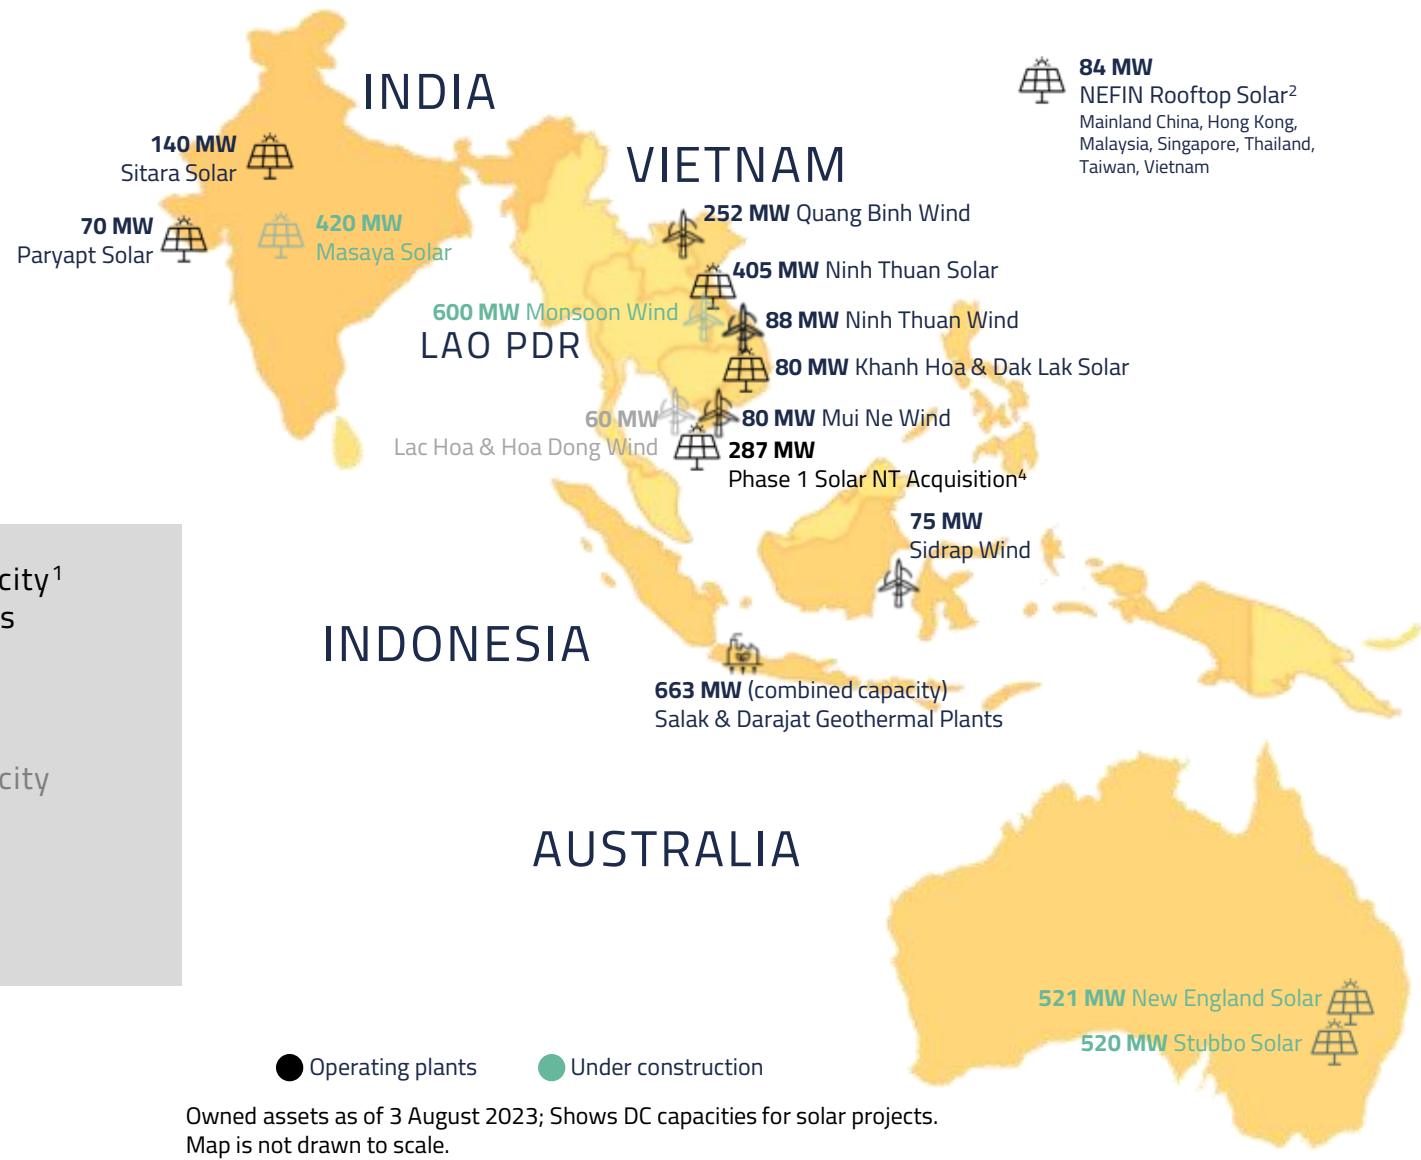 INDIA
84 MW
NEFIN Rooftop Solar²
Mainland China, Hong Kong,
Malaysia, Singapore, Thailand,
Taiwan, Vietnam
140 MW
Sitara Solar
VIETNAM
70 MW
Paryapt Solar
420 MW
Masaya Solar
252 MW Quang Binh Wind
405 MW Ninh Thuan Solar
600 MW Monsoon Wind
88 MW Ninh Thuan Wind
LAO PDR
80 MW Khanh Hoa & Dak Lak Solar
60 MW
Lac Hoa & Hoa Dong Wind
80 MW Mui Ne Wind
287 MW
Phase 1 Solar NT Acquisition⁴
75 MW
Sidrap Wind
city¹
s
INDONESIA
663 MW (combined capacity)
Salak & Darajat Geothermal Plants
city
AUSTRALIA
521 MW New England Solar
520 MW Stubbo Solar
Operating plants
Under construction
Owned assets as of 3 August 2023; Shows DC capacities for solar projects.
Map is not drawn to scale.